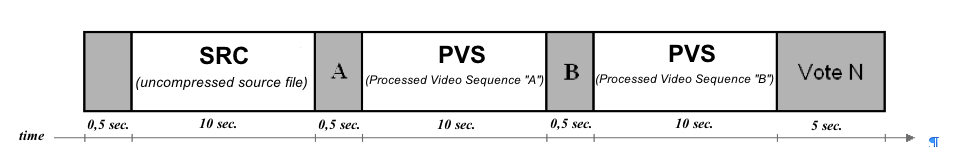 SRC
(uncompressed source file)
A
PVS
(Processed Video Sequence "A")
B
PVS
(Processed Video Sequence "B")
Vote N
0,5 sec.
10 sec.
0,5 sec.
10 sec.
0,5 sec.
10 sec.
5 sec.
time
¶